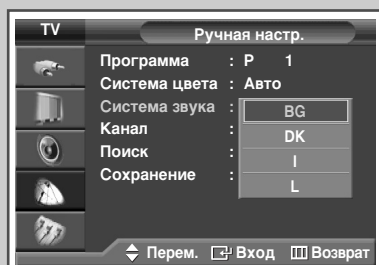 TV
Ручная настр.
Программа : P 1
Система цвета : Авто
Система звука : BG
Канал : DK
Поиск : I
Сохранение : L
Перем. Вход Возврат